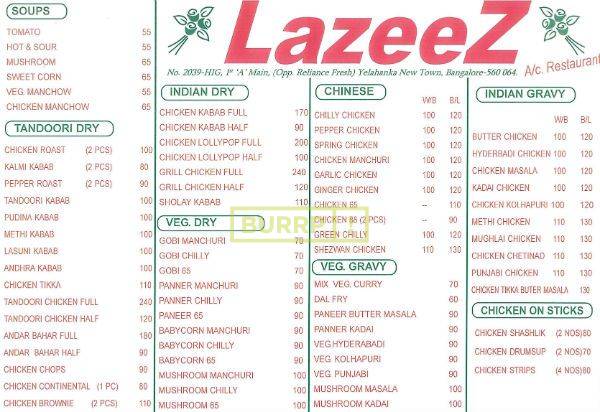 LazeeZ
No. 2039-HIG, 1st 'A' Main, (Opp. Reliance Fresh) Yelahanka New Town, Bangalore-560 064.
A/c. Restaurant
SOUPS
TOMATO 55
HOT & SOUR 55
MUSHROOM 65
SWEET CORN 65
VEG. MANCHOW 55
CHICKEN MANCHOW 65
TANDOORI DRY
CHICKEN ROAST (2 PCS) 100
KALMI KABAB (2 PCS) 80
PEPPER ROAST (2 PCS) 90
TANDOORI KABAB 100
PUDINA KABAB 100
METHI KABAB 100
LASUNI KABAB 100
ANDHRA KABAB 100
CHICKEN TIKKA 110
TANDOORI CHICKEN FULL 240
TANDOORI CHICKEN HALF 120
ANDAR BAHAR FULL 180
ANDAR BAHAR HALF 90
CHICKEN CHOPS 90
CHICKEN CONTINENTAL (1 PC) 80
CHICKEN BROWNIE (2 PCS) 110
INDIAN DRY
CHICKEN KABAB FULL 170
CHICKEN KABAB HALF 90
CHICKEN LOLLYPOP FULL 200
CHICKEN LOLLYPOP HALF 100
GRILL CHICKEN FULL 240
GRILL CHICKEN HALF 120
SHOLAY KABAB 110
VEG. DRY
GOBI MANCHURI 70
GOBI CHILLY 70
GOBI 65 70
PANNER MANCHURI 90
PANNER CHILLY 90
PANEER 65 90
BABYCORN MANCHURI 90
BABYCORN CHILLY 90
BABYCORN 65 90
MUSHROOM MANCHURI 100
MUSHROOM CHILLY 100
MUSHROOM 65 100
CHINESE
W/B B/L
CHILLY CHICKEN 100 120
PEPPER CHICKEN 100 120
SPRING CHICKEN 100 120
CHICKEN MANCHURI 100 120
GARLIC CHICKEN 100 120
GINGER CHICKEN 100 120
CHICKEN 65 -- 110
CHICKEN 65 (2 PCS) -- 90
GREEN CHILLY 100 120
SHEZWAN CHICKEN 110 130
VEG. GRAVY
MIX VEG. CURRY 70
DAL FRY 60
PANEER BUTTER MASALA 90
PANNER KADAI 90
VEG HYDERABADI 90
VEG. KOLHAPURI 90
VEG. PUNJABI 90
MUSHROOM MASALA 100
MUSHROOM KADAI 100
INDIAN GRAVY
W/B B/L
BUTTER CHICKEN 100 120
HYDERBADI CHICKEN 100 120
CHICKEN MASALA 100 120
KADAI CHICKEN 100 120
CHICKEN KOLHAPURI 100 120
METHI CHICKEN 110 130
MUGHLAI CHICKEN 110 130
CHICKEN CHETINAD 110 130
PUNJABI CHICKEN 110 130
CHICKEN TIKKA BUTER MASALA 130
CHICKEN ON STICKS
CHICKEN SHASHLIK (2 NOS) 80
CHICKEN DRUMSUP (2 NOS) 70
CHICKEN STRIPS (4 NOS) 80